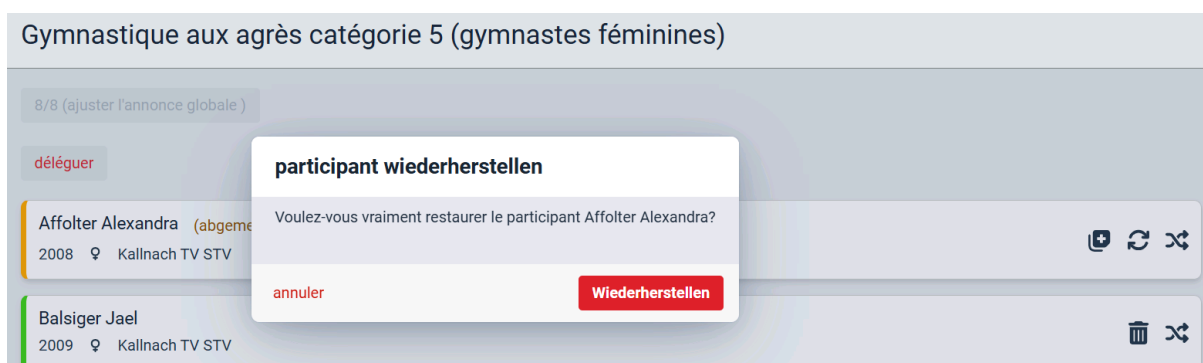 Gymnastique aux agrès catégorie 5 (gymnastes féminines)
8/8 (ajuster l'annonce globale )
déléguer
participant wiederherstellen
Voulez-vous vraiment restaurer le participant Affolter Alexandra?
annuler
Wiederherstellen
Affolter Alexandra
2008 ♀ Kallnach TV STV
Balsiger Jael
2009 ♀ Kallnach TV STV